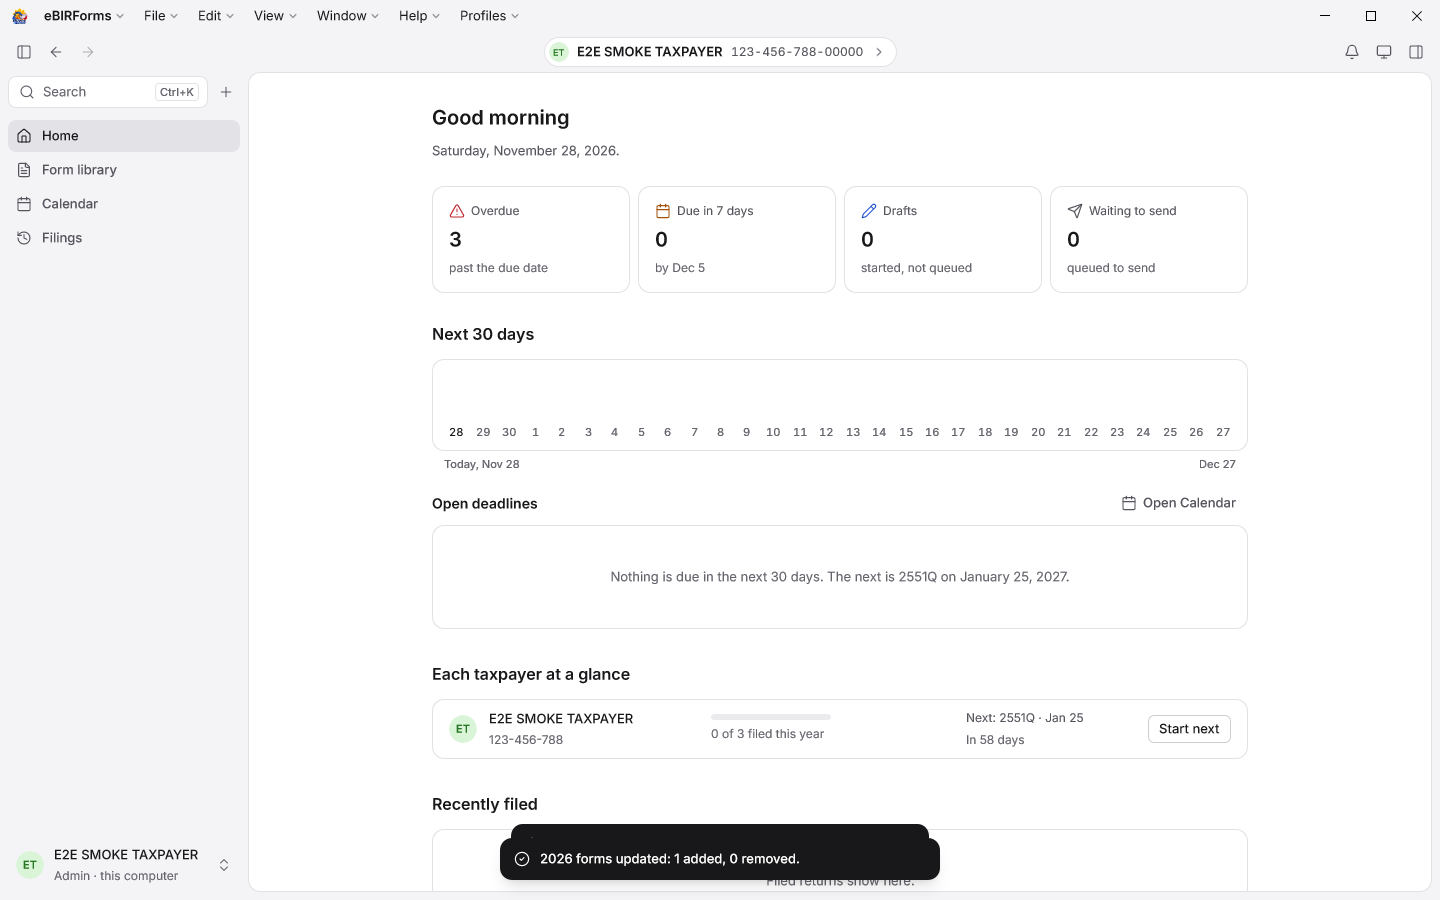 eBIRForms File Edit View Window Help Profiles
ET E2E SMOKE TAXPAYER 123-456-788-00000
Search Ctrl+K
Home
Form library
Calendar
Filings
Good morning
Saturday, November 28, 2026.
Overdue
3
past the due date
Due in 7 days
0
by Dec 5
Drafts
0
started, not queued
Waiting to send
0
queued to send
Next 30 days
28 29 30 1 2 3 4 5 6 7 8 9 10 11 12 13 14 15 16 17 18 19 20 21 22 23 24 25 26 27
Today, Nov 28 Dec 27
Open deadlines Open Calendar
Nothing is due in the next 30 days. The next is 2551Q on January 25, 2027.
Each taxpayer at a glance
ET E2E SMOKE TAXPAYER
123-456-788
0 of 3 filed this year
Next: 2551Q · Jan 25
In 58 days
Start next
Recently filed
2026 forms updated: 1 added, 0 removed.
Filed returns show here.
ET E2E SMOKE TAXPAYER
Admin · this computer